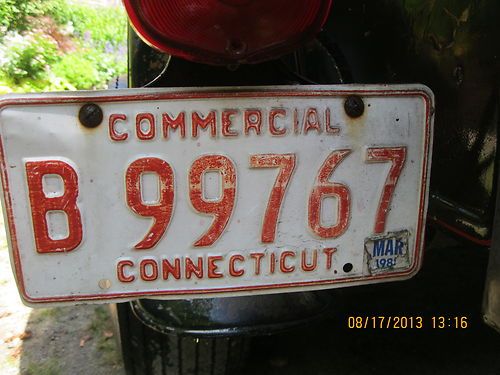 COMMERCIAL
B 99767
CONNECTICUT
MAR
08/17/2013 13:16